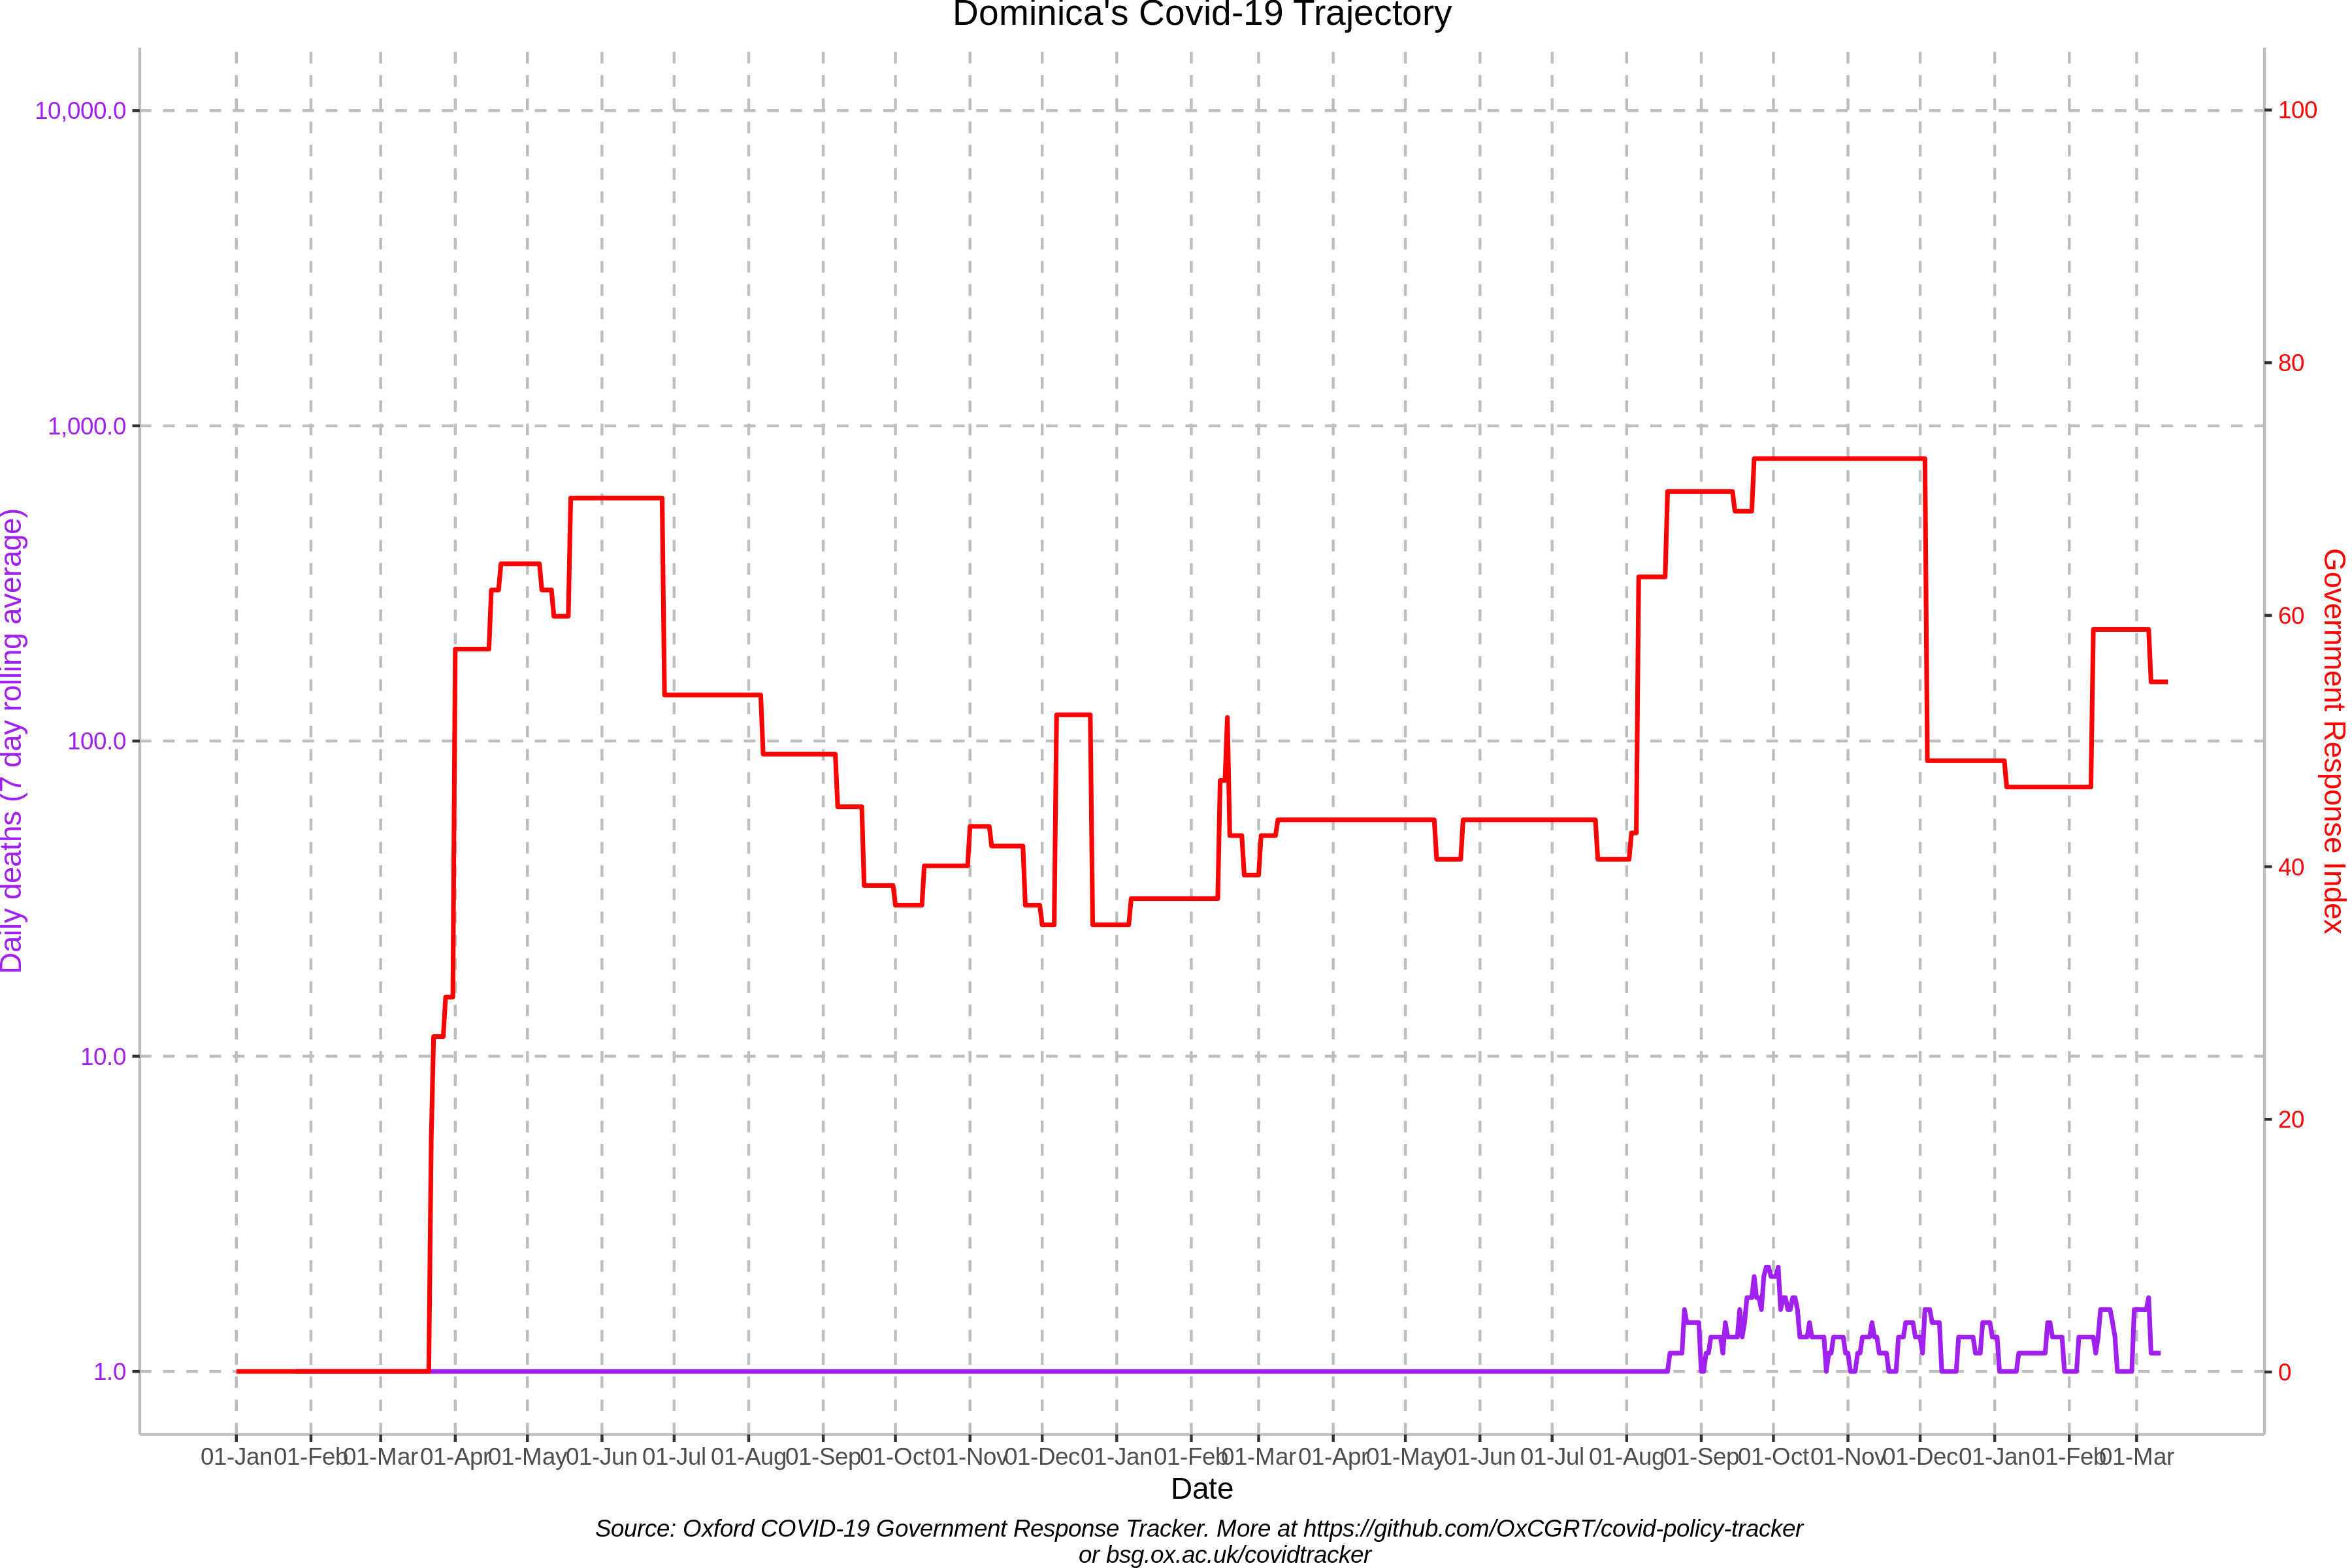 Dominica's Covid-19 Trajectory
10,000.0
1,000.0
100.0
10.0
1.0
Daily deaths (7 day rolling average)
100
80
60
40
20
0
Government Response Index
01-Jan 01-Feb 01-Mar 01-Apr 01-May 01-Jun 01-Jul 01-Aug 01-Sep 01-Oct 01-Nov 01-Dec 01-Jan 01-Feb 01-Mar 01-Apr 01-May 01-Jun 01-Jul 01-Aug 01-Sep 01-Oct 01-Nov 01-Dec 01-Jan 01-Feb 01-Mar
Date
Source: Oxford COVID-19 Government Response Tracker. More at https://github.com/OxCGRT/covid-policy-tracker
or bsg.ox.ac.uk/covidtracker